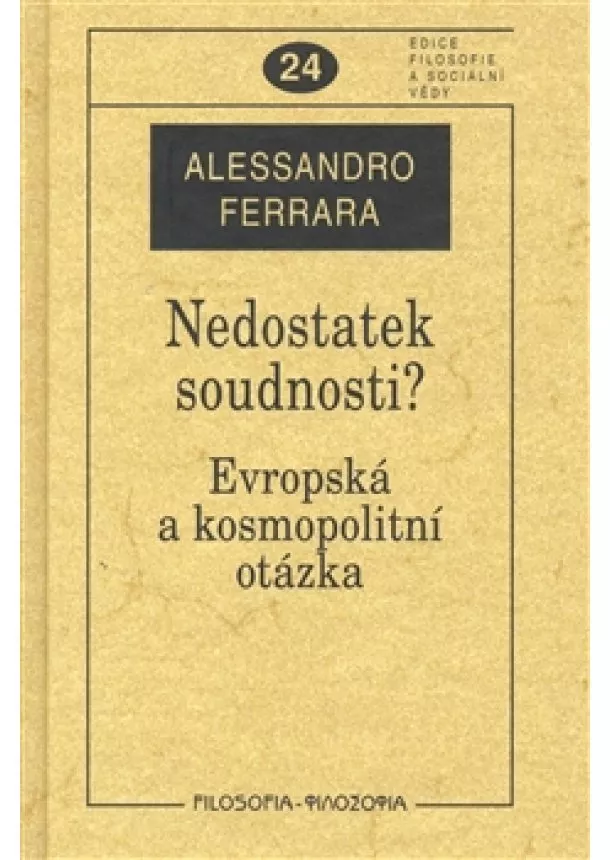 24
EDICE
FILOSOFIE
A SOCIÁLNÍ
VĚDY
ALESSANDRO
FERRARA
Nedostatek
soudnosti?
Evropská
a kosmopolitní
otázka
FILOSOFIA-ΦΙΛΟΣΟΦΙΑ